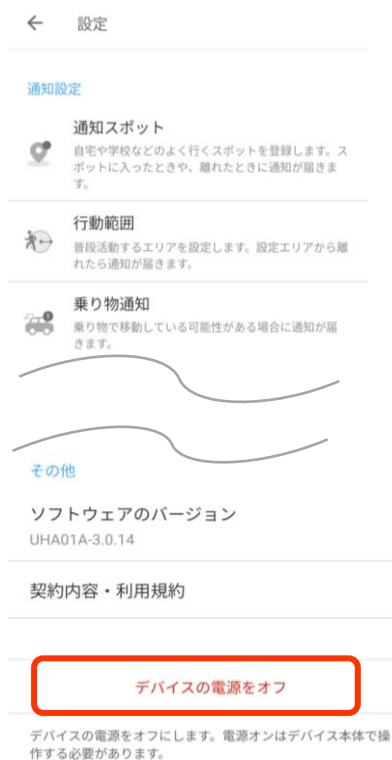 ← 設定
通知設定
通知スポット
自宅や学校などのよく行くスポットを登録します。ス
ポットに入ったときや、離れたときに通知が届きま
す。
行動範囲
普段活動するエリアを設定します。設定エリアから離
れたら通知が届きます。
乗り物通知
乗り物で移動している可能性がある場合に通知が届
きます。
その他
ソフトウェアのバージョン
UHA01A-3.0.14
契約内容・利用規約
デバイスの電源をオフ
デバイスの電源をオフにします。電源オンはデバイス本体で操
作する必要があります。